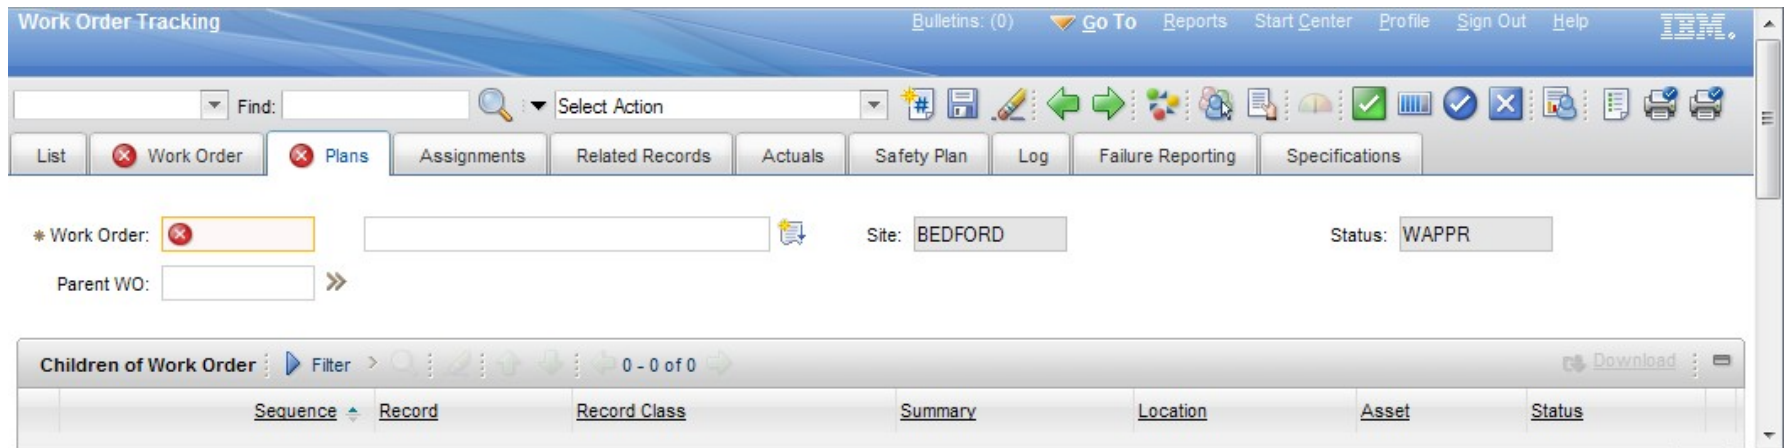 Work Order Tracking Bulletins: (0) Go To Reports Start Center Profile Sign Out Help IBM.
Find: Select Action
List Work Order Plans Assignments Related Records Actuals Safety Plan Log Failure Reporting Specifications
* Work Order: Site: BEDFORD Status: WAPPR
Parent WO:
Children of Work Order Filter 0 - 0 of 0 Download
Sequence Record Record Class Summary Location Asset Status